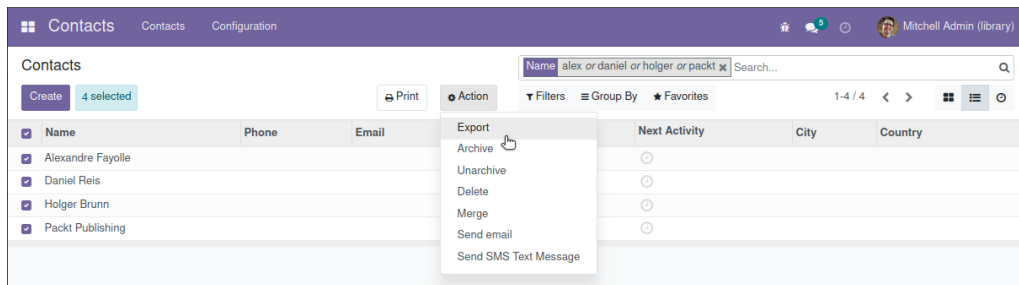 Contacts Contacts Configuration 5 Mitchell Admin (library)
Contacts Name alex or daniel or holger or packt Search...
Create 4 selected Print Action Filters Group By Favorites 1-4 / 4
Name Phone Email Next Activity City Country
Alexandre Fayolle
Daniel Reis
Holger Brunn
Packt Publishing
Export
Archive
Unarchive
Delete
Merge
Send email
Send SMS Text Message